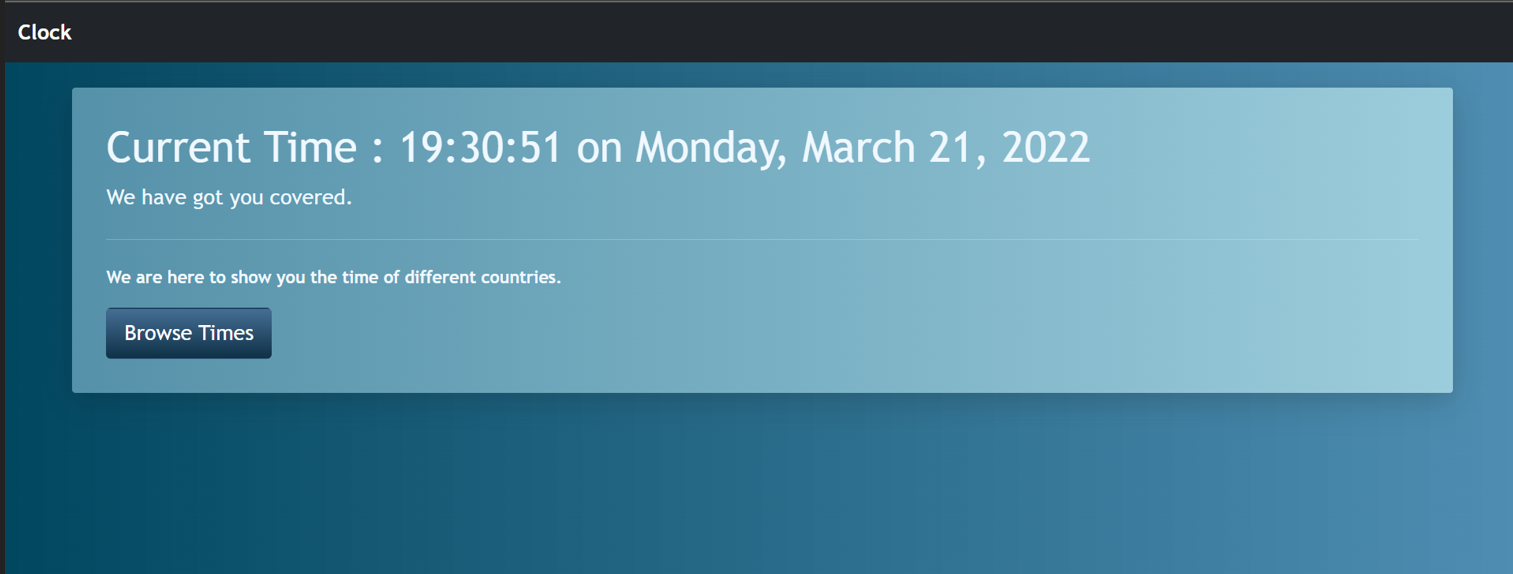 Clock
Current Time : 19:30:51 on Monday, March 21, 2022
We have got you covered.
We are here to show you the time of different countries.
Browse Times